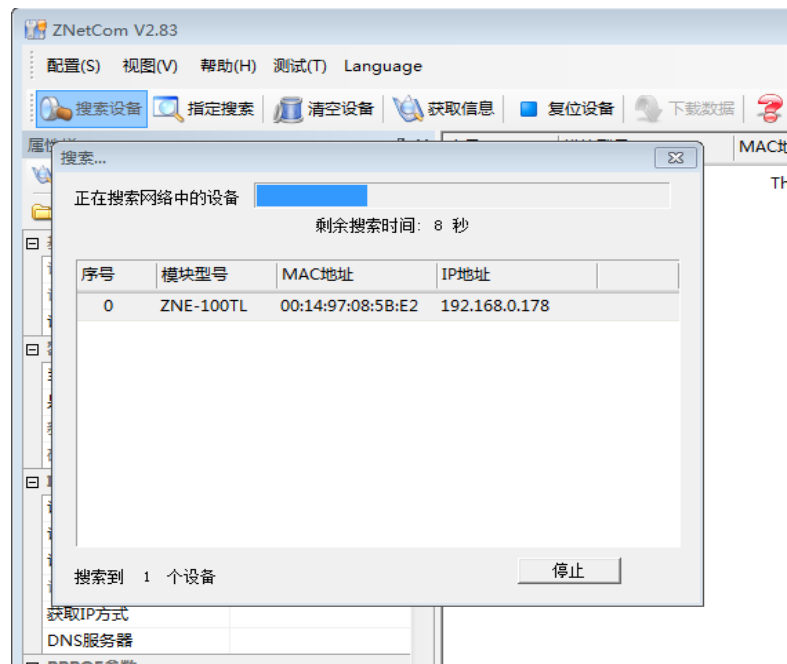 ZNetCom V2.83
配置(S) 视图(V) 帮助(H) 测试(T) Language
搜索设备 指定搜索 清空设备 获取信息 复位设备 下载数据
MAC地
搜索...
Th
正在搜索网络中的设备
剩余搜索时间: 8 秒
序号 模块型号 MAC地址 IP地址
0 ZNE-100TL 00:14:97:08:5B:E2 192.168.0.178
搜索到 1 个设备 停止
获取IP方式
DNS服务器